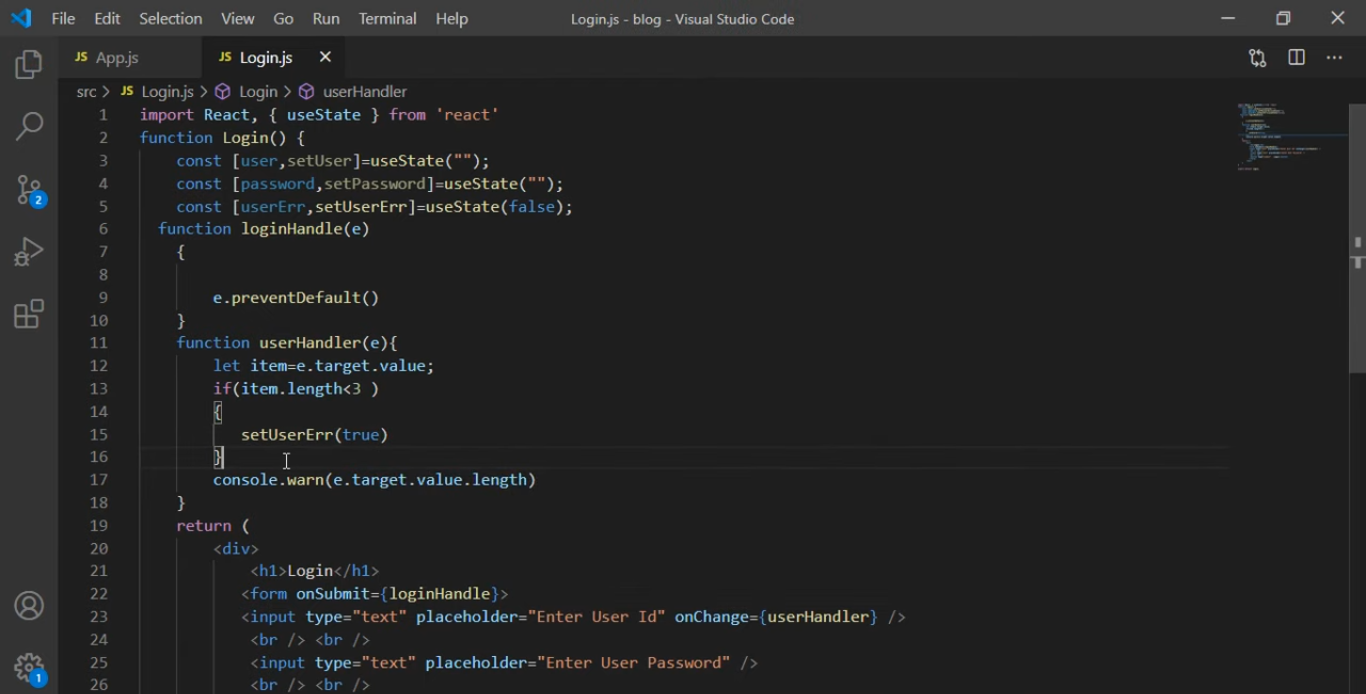 File Edit Selection View Go Run Terminal Help Login.js - blog - Visual Studio Code
JS App.js JS Login.js
src > JS Login.js > Login > userHandler
1 import React, { useState } from 'react'
2 function Login() {
3 const [user,setUser]=useState("");
4 const [password,setPassword]=useState("");
5 const [userErr,setUserErr]=useState(false);
6 function loginHandle(e)
7 {
8
9 e.preventDefault()
10 }
11 function userHandler(e){
12 let item=e.target.value;
13 if(item.length<3 )
14 {
15 setUserErr(true)
16 }
17 console.warn(e.target.value.length)
18 }
19 return (
20 <div>
21 <h1>Login</h1>
22 <form onSubmit={loginHandle}>
23 <input type="text" placeholder="Enter User Id" onChange={userHandler} />
24 <br /> <br />
25 <input type="text" placeholder="Enter User Password" />
26 <br /> <br />
2
1